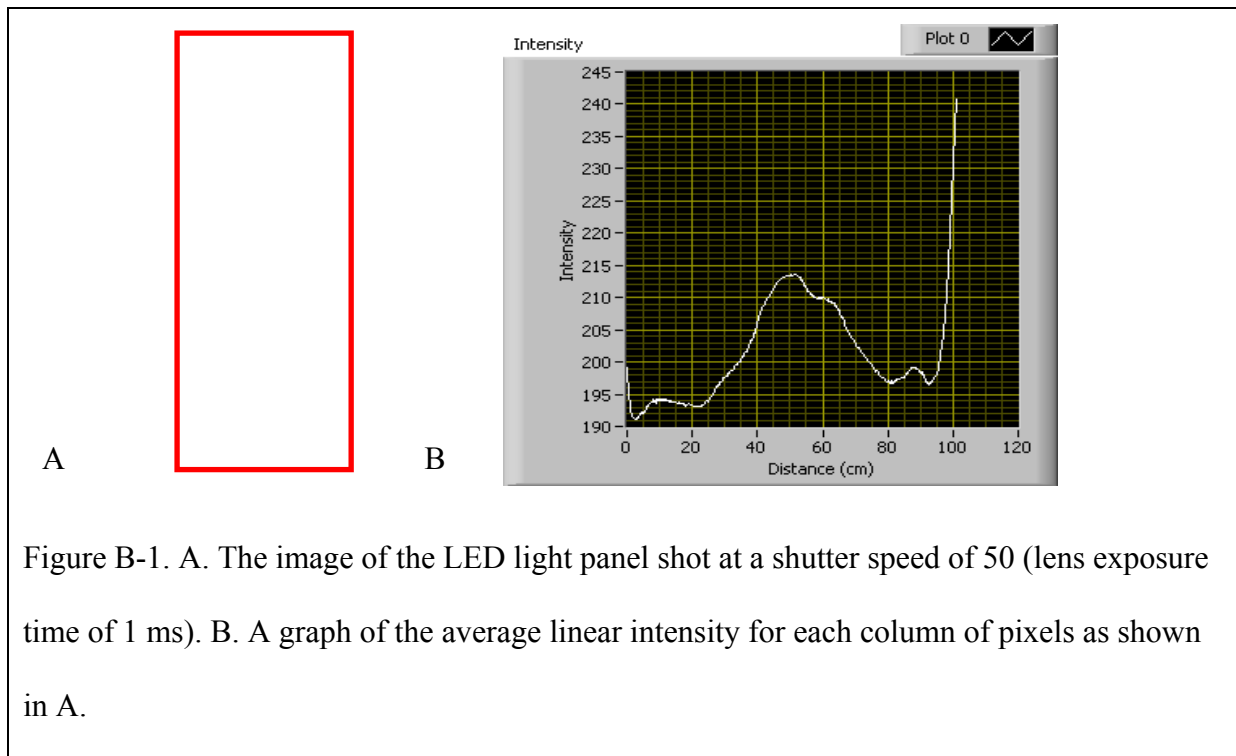 Intensity
Plot 0
245
240
235
230
225
220
215
210
205
200
195
190
Intensity
0 20 40 60 80 100 120
Distance (cm)
A
B
Figure B-1. A. The image of the LED light panel shot at a shutter speed of 50 (lens exposure
time of 1 ms). B. A graph of the average linear intensity for each column of pixels as shown
in A.